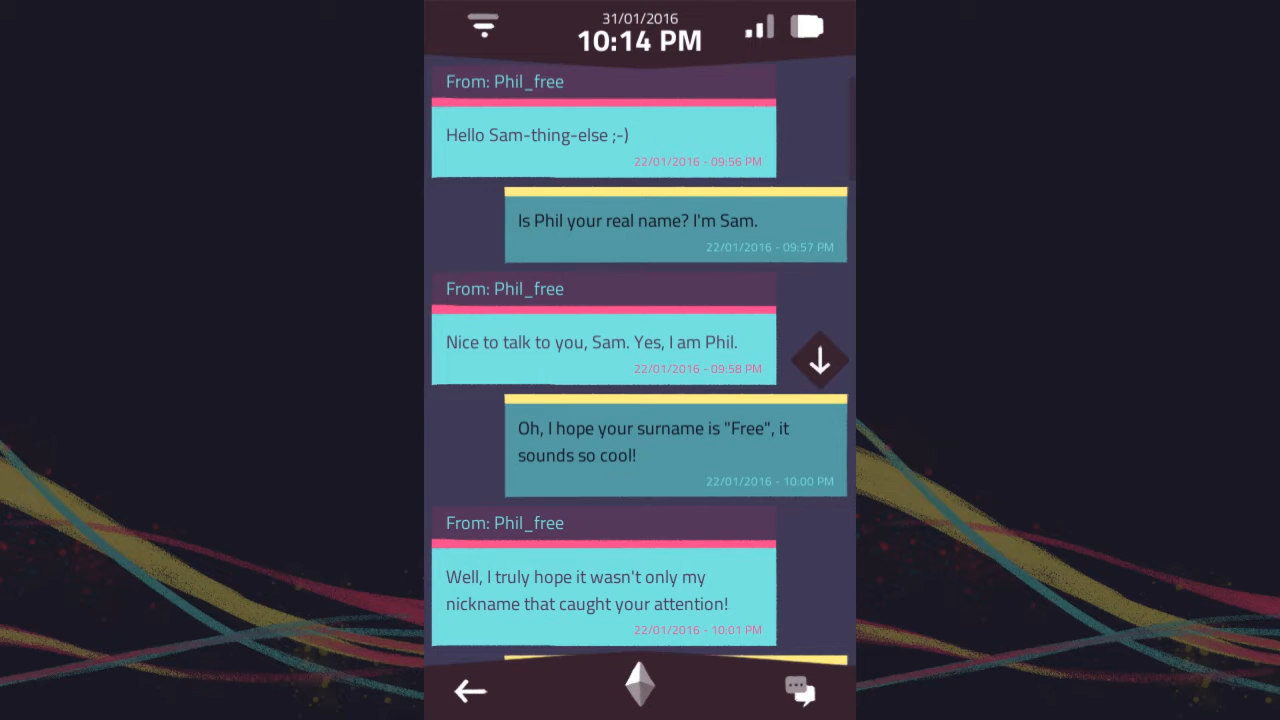 31/01/2016
10:14 PM
From: Phil_free
Hello Sam-thing-else ;-)
22/01/2016 - 09:56 PM
Is Phil your real name? I'm Sam.
22/01/2016 - 09:57 PM
From: Phil_free
Nice to talk to you, Sam. Yes, I am Phil.
22/01/2016 - 09:58 PM
Oh, I hope your surname is "Free", it
sounds so cool!
22/01/2016 - 10:00 PM
From: Phil_free
Well, I truly hope it wasn't only my
nickname that caught your attention!
22/01/2016 - 10:01 PM